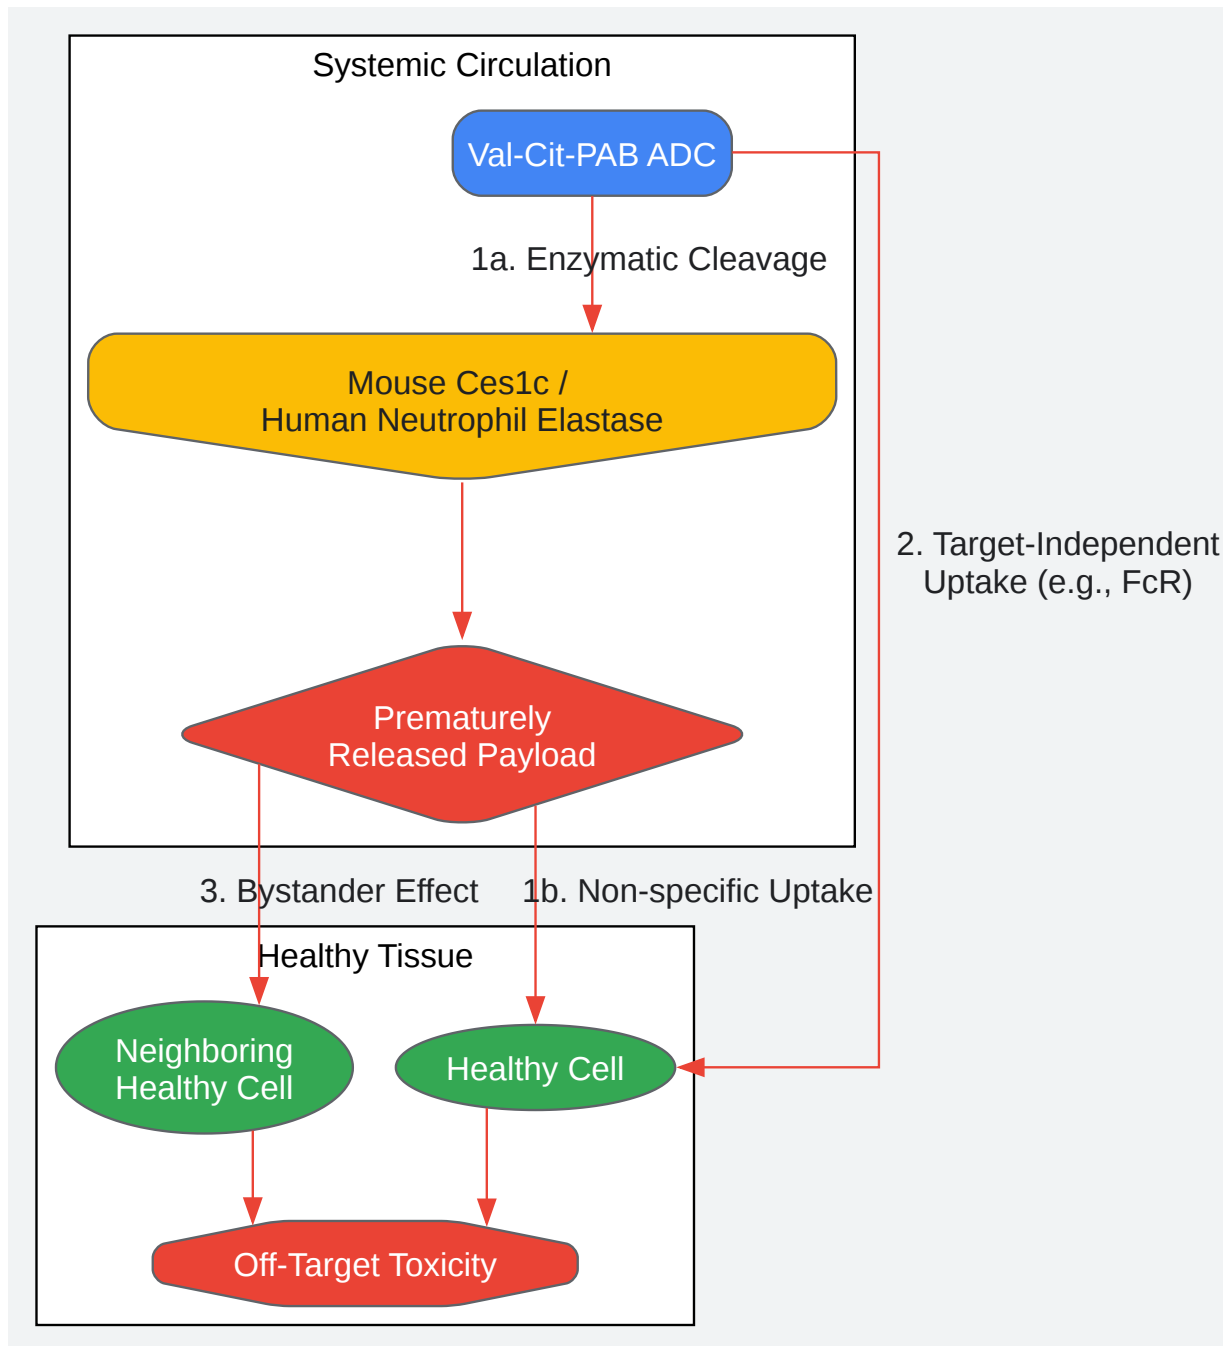 Systemic Circulation
Val-Cit-PAB ADC
1a. Enzymatic Cleavage
Mouse Ces1c /
Human Neutrophil Elastase
2. Target-Independent
Uptake (e.g., FcR)
Prematurely
Released Payload
3. Bystander Effect
1b. Non-specific Uptake
Healthy Tissue
Neighboring
Healthy Cell
Healthy Cell
Off-Target Toxicity